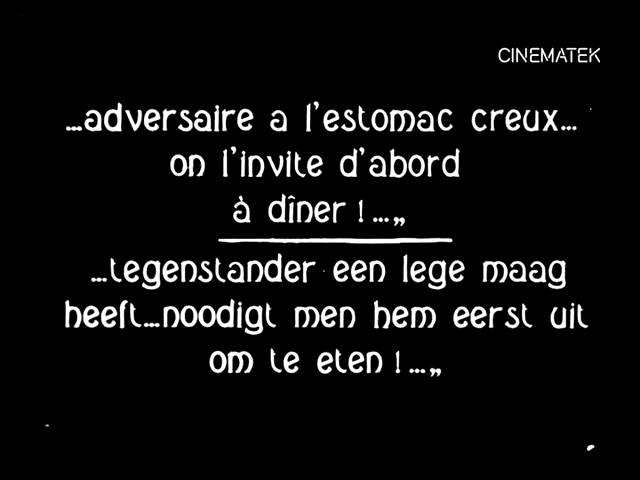 CINEMATEK
...adversaire a l'estomac creux...
on l'invite d'abord
à dîner !...„
...tegenstander een lege maag
heeft...noodigt men hem eerst uit
om te eten !...„